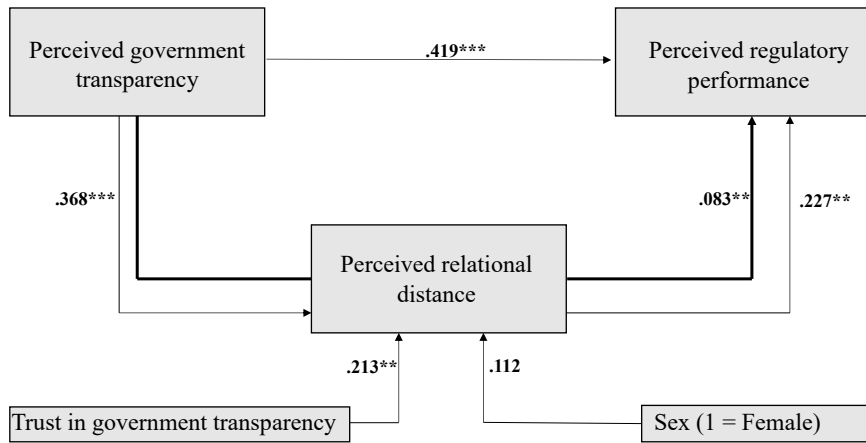 Perceived government
transparency
.419***
Perceived regulatory
performance
.368***
.083**
.227**
Perceived relational
distance
.213**
.112
Trust in government transparency
Sex (1 = Female)